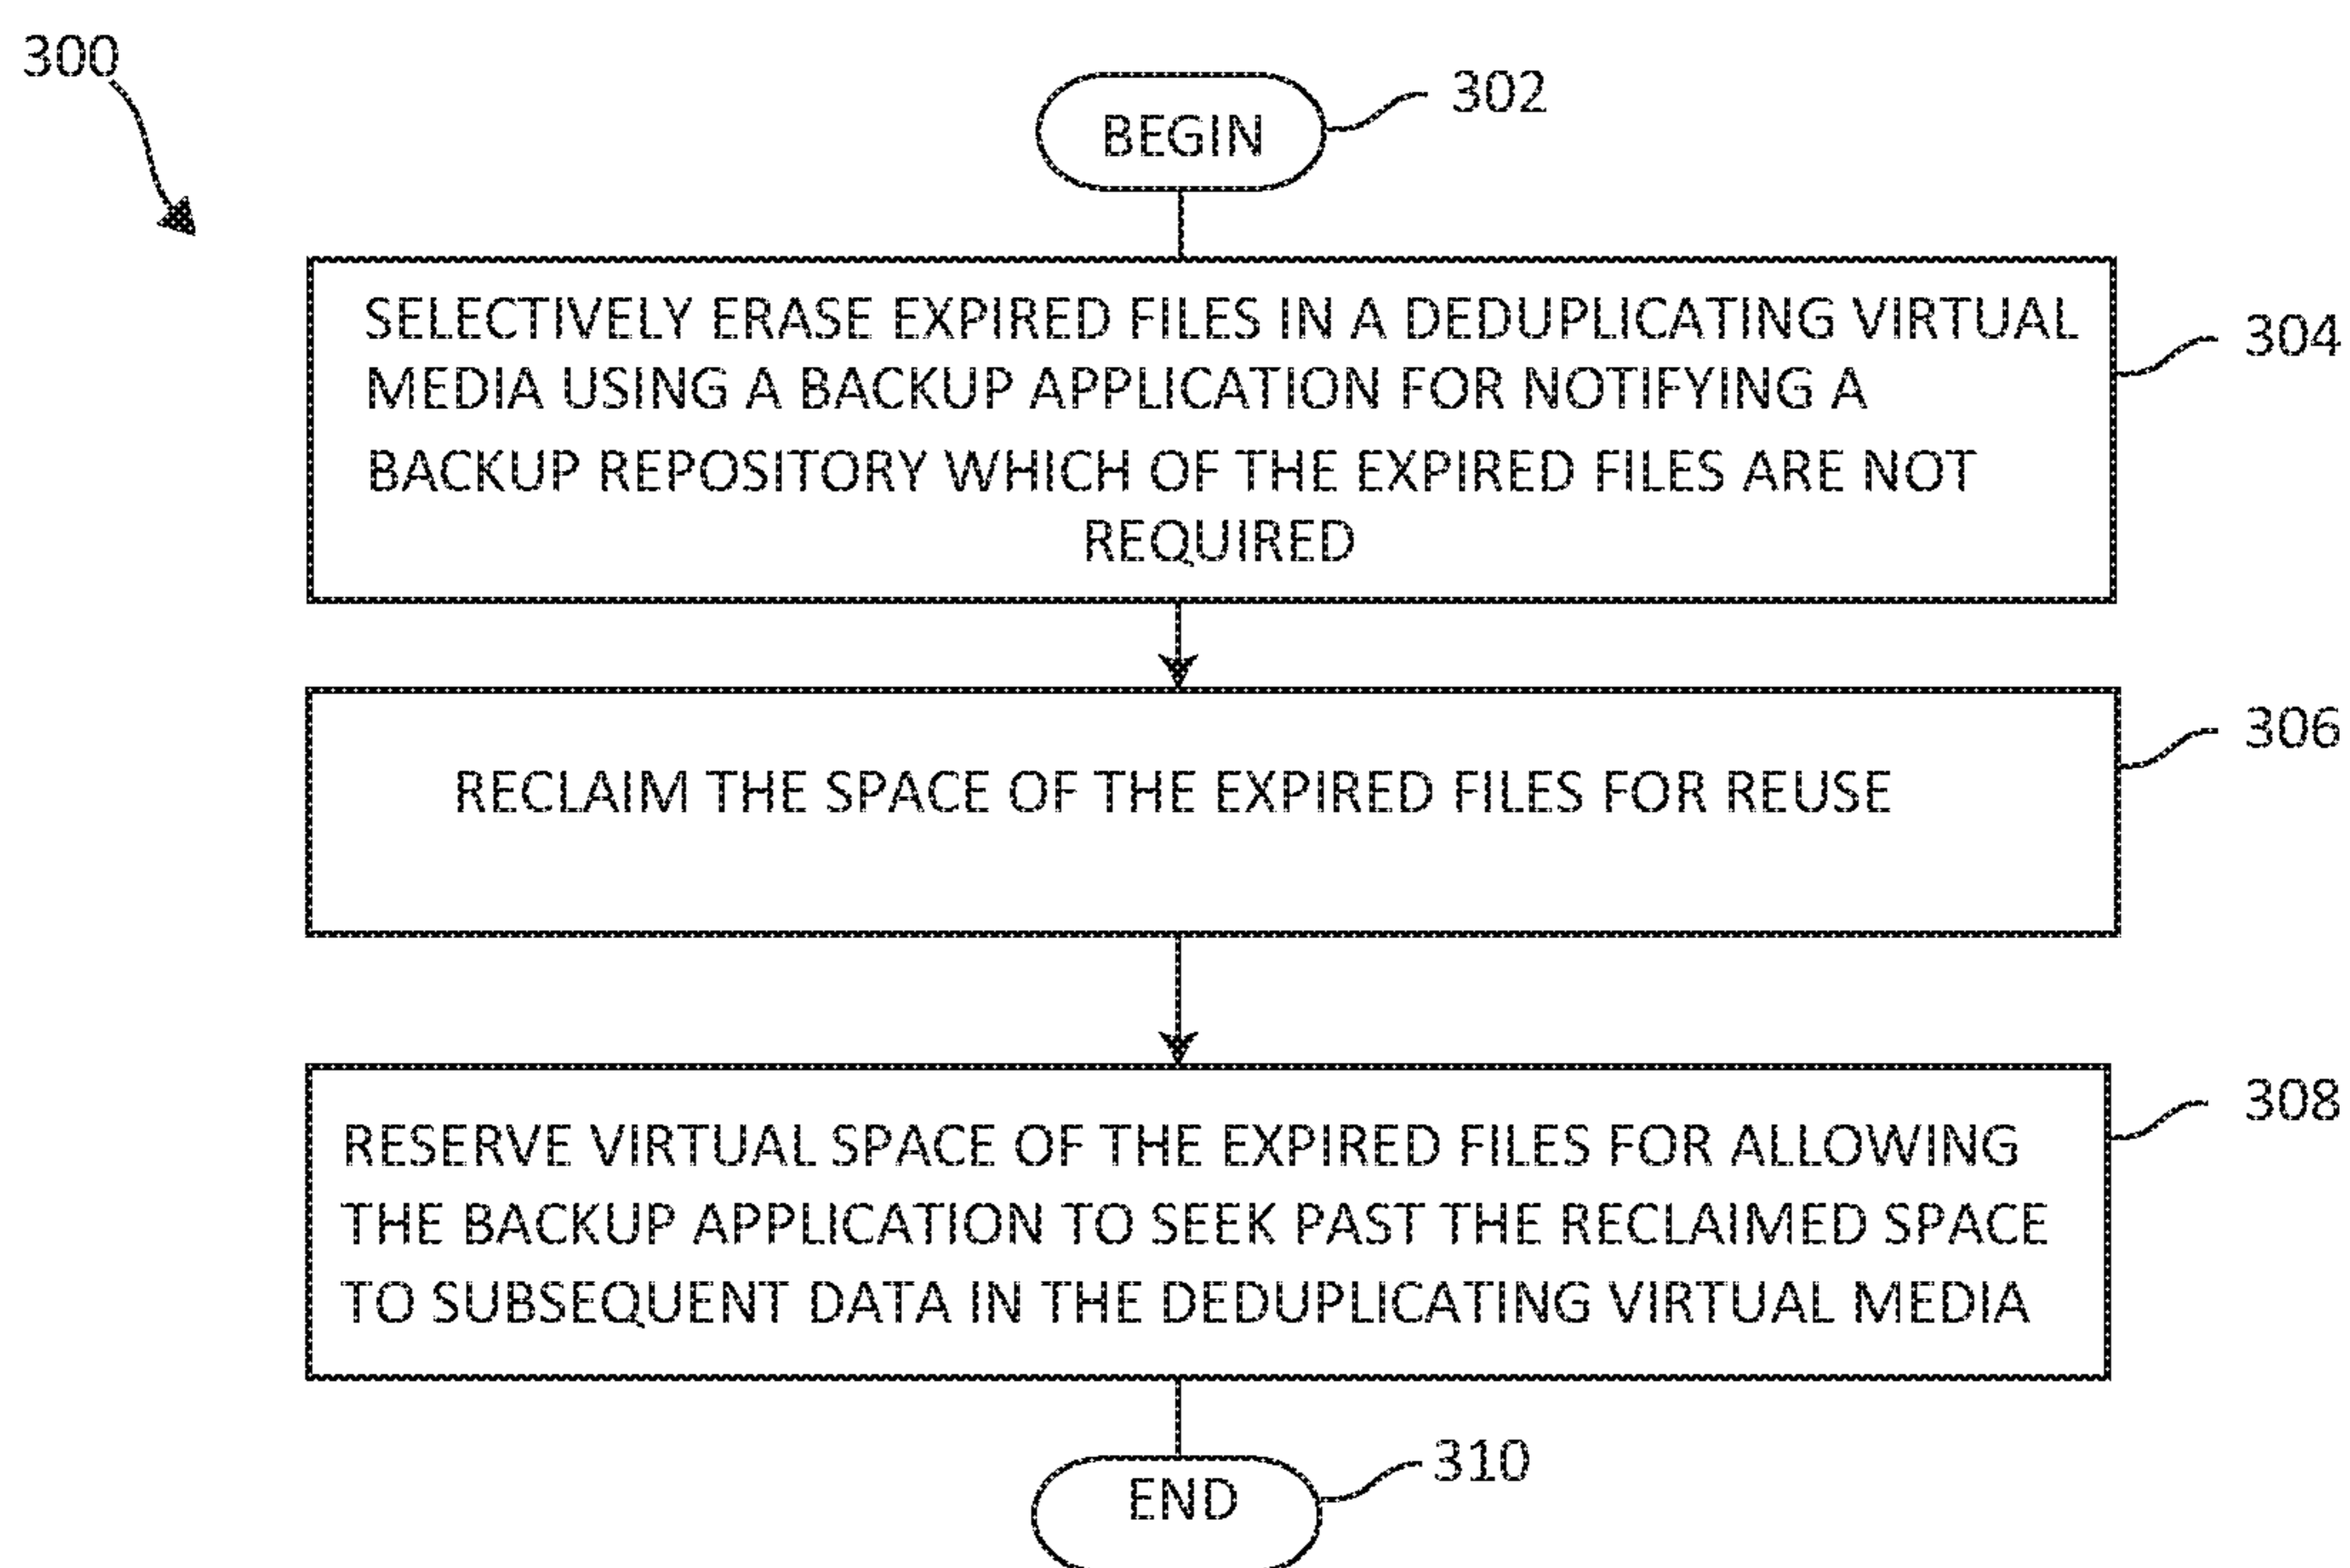 300
BEGIN
302
SELECTIVELY ERASE EXPIRED FILES IN A DEDUPLICATING VIRTUAL
MEDIA USING A BACKUP APPLICATION FOR NOTIFYING A
BACKUP REPOSITORY WHICH OF THE EXPIRED FILES ARE NOT
REQUIRED
304
RECLAIM THE SPACE OF THE EXPIRED FILES FOR REUSE
306
RESERVE VIRTUAL SPACE OF THE EXPIRED FILES FOR ALLOWING
THE BACKUP APPLICATION TO SEEK PAST THE RECLAIMED SPACE
TO SUBSEQUENT DATA IN THE DEDUPLICATING VIRTUAL MEDIA
308
END
310